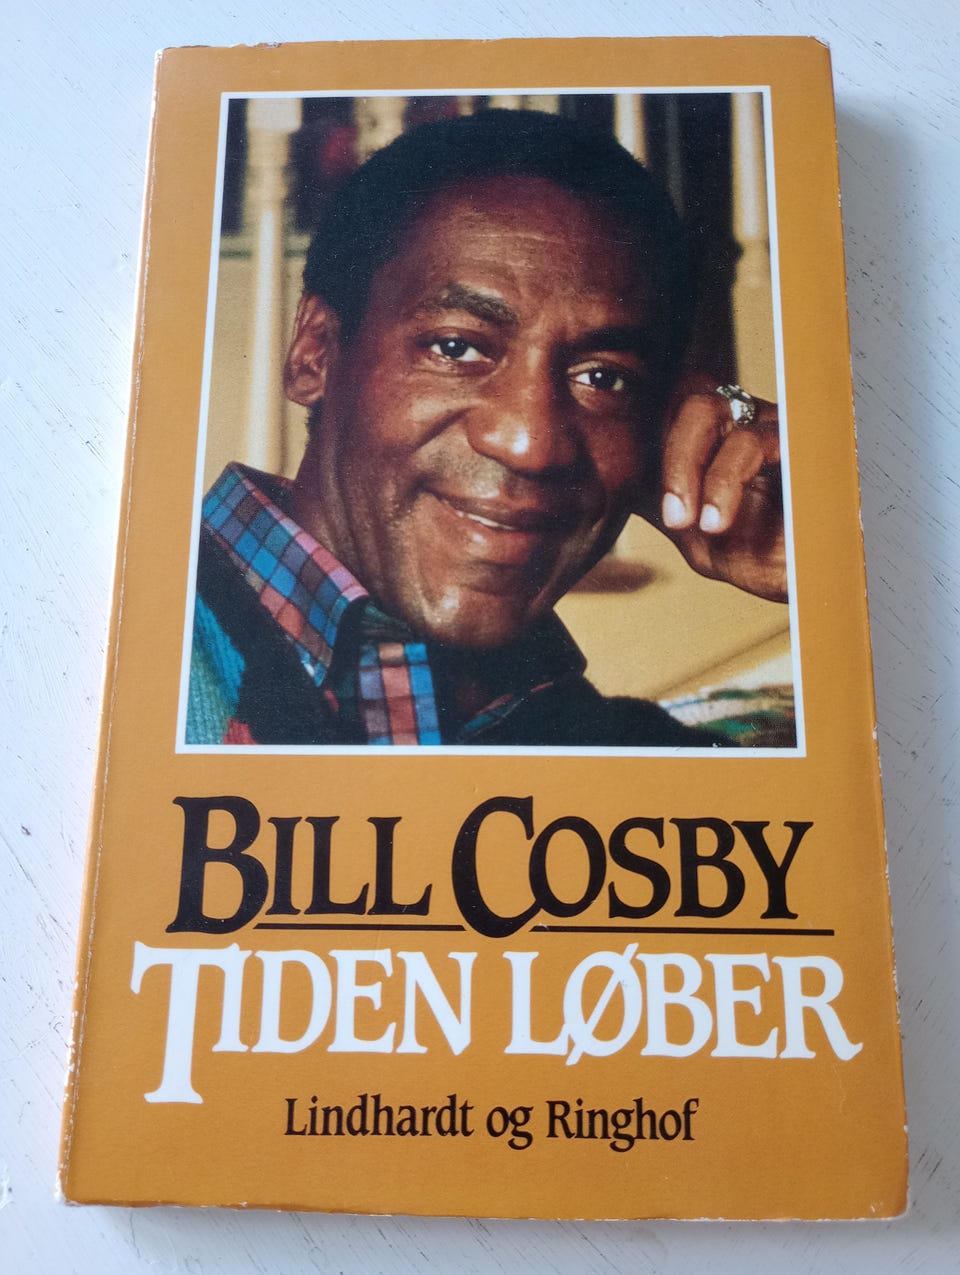 BILL COSBY
TIDEN LØBER
Lindhardt og Ringhof